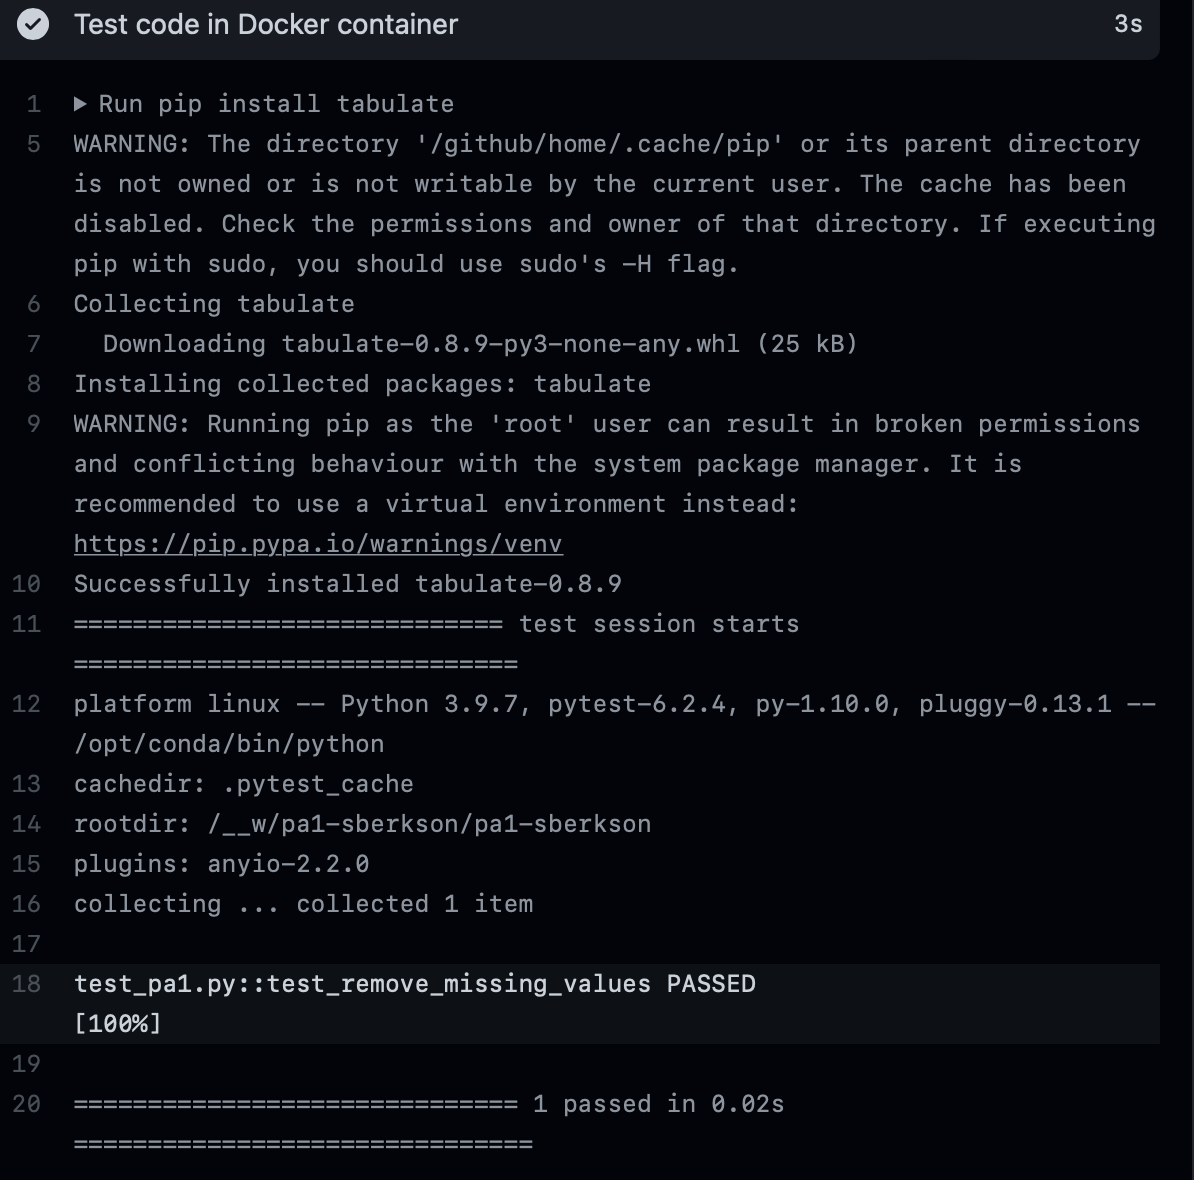 Test code in Docker container 3s
1 ▶ Run pip install tabulate
5 WARNING: The directory '/github/home/.cache/pip' or its parent directory
is not owned or is not writable by the current user. The cache has been
disabled. Check the permissions and owner of that directory. If executing
pip with sudo, you should use sudo's -H flag.
6 Collecting tabulate
7 Downloading tabulate-0.8.9-py3-none-any.whl (25 kB)
8 Installing collected packages: tabulate
9 WARNING: Running pip as the 'root' user can result in broken permissions
and conflicting behaviour with the system package manager. It is
recommended to use a virtual environment instead:
https://pip.pypa.io/warnings/venv
10 Successfully installed tabulate-0.8.9
11 ============================= test session starts
==============================
12 platform linux -- Python 3.9.7, pytest-6.2.4, py-1.10.0, pluggy-0.13.1 --
/opt/conda/bin/python
13 cachedir: .pytest_cache
14 rootdir: /__w/pa1-sberkson/pa1-sberkson
15 plugins: anyio-2.2.0
16 collecting ... collected 1 item
17
18 test_pa1.py::test_remove_missing_values PASSED
[100%]
19
20 ============================== 1 passed in 0.02s
===============================